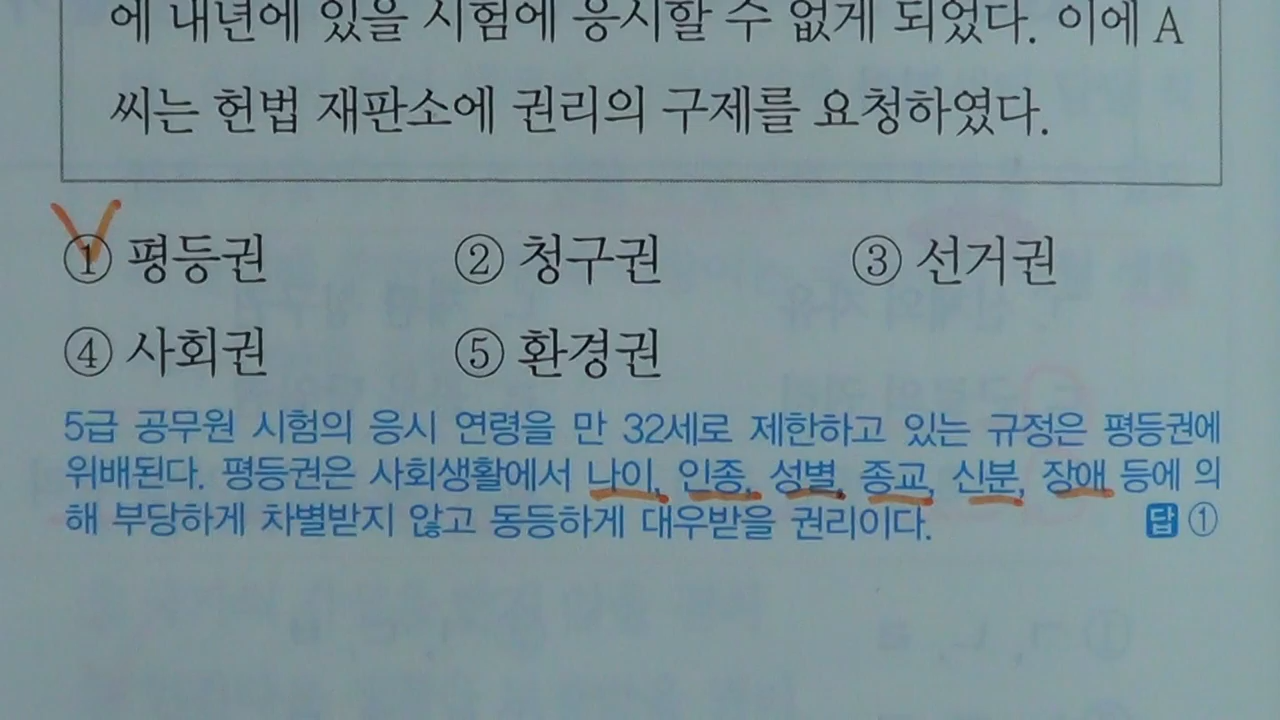 에 내년에 있을 시험에 응시할 수 없게 되었다. 이에 A
씨는 헌법 재판소에 권리의 구제를 요청하였다.
① 평등권 ② 청구권 ③ 선거권
④ 사회권 ⑤ 환경권
5급 공무원 시험의 응시 연령을 만 32세로 제한하고 있는 규정은 평등권에
위배된다. 평등권은 사회생활에서 나이, 인종, 성별, 종교, 신분, 장애 등에 의
해 부당하게 차별받지 않고 동등하게 대우받을 권리이다. 답 ①